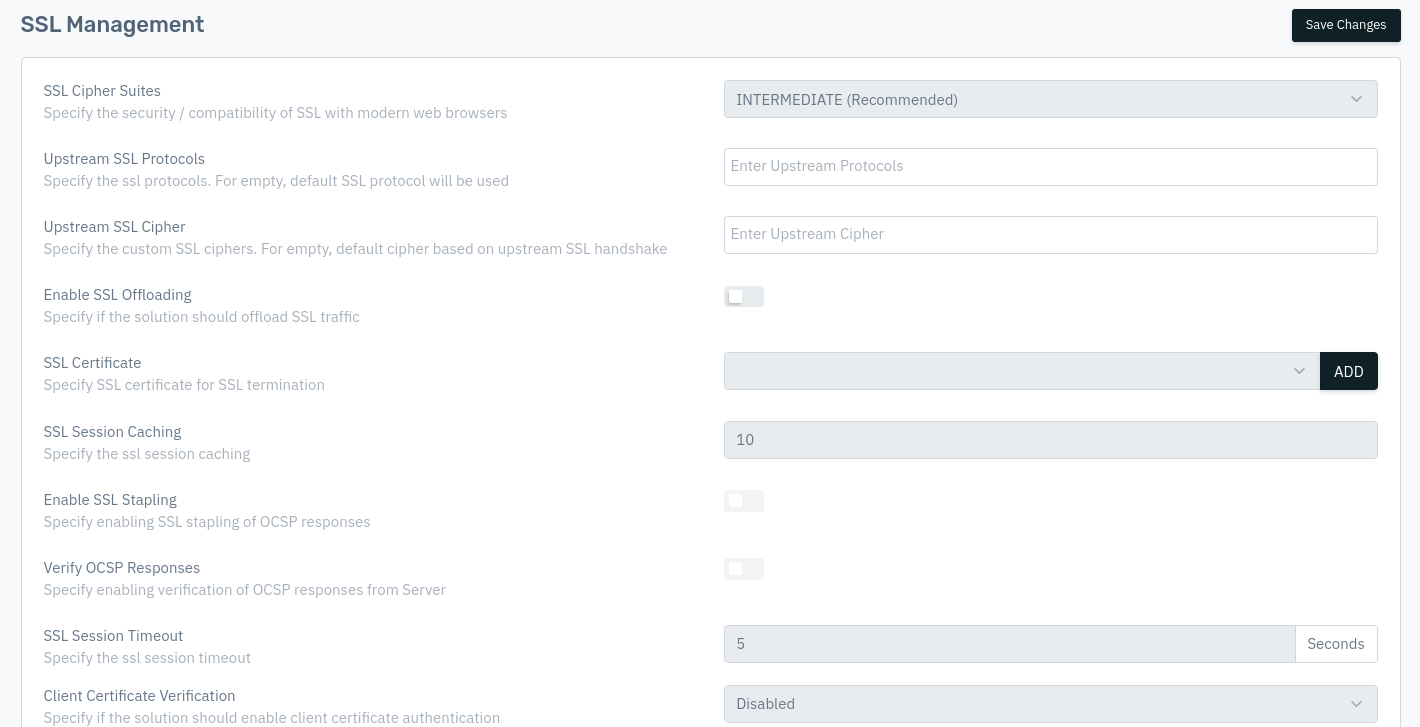 SSL Management
Save Changes
SSL Cipher Suites
Specify the security / compatibility of SSL with modern web browsers
INTERMEDIATE (Recommended)
Upstream SSL Protocols
Specify the ssl protocols. For empty, default SSL protocol will be used
Enter Upstream Protocols
Upstream SSL Cipher
Specify the custom SSL ciphers. For empty, default cipher based on upstream SSL handshake
Enter Upstream Cipher
Enable SSL Offloading
Specify if the solution should offload SSL traffic
SSL Certificate
Specify SSL certificate for SSL termination
ADD
SSL Session Caching
Specify the ssl session caching
10
Enable SSL Stapling
Specify enabling SSL stapling of OCSP responses
Verify OCSP Responses
Specify enabling verification of OCSP responses from Server
SSL Session Timeout
Specify the ssl session timeout
5
Seconds
Client Certificate Verification
Specify if the solution should enable client certificate authentication
Disabled